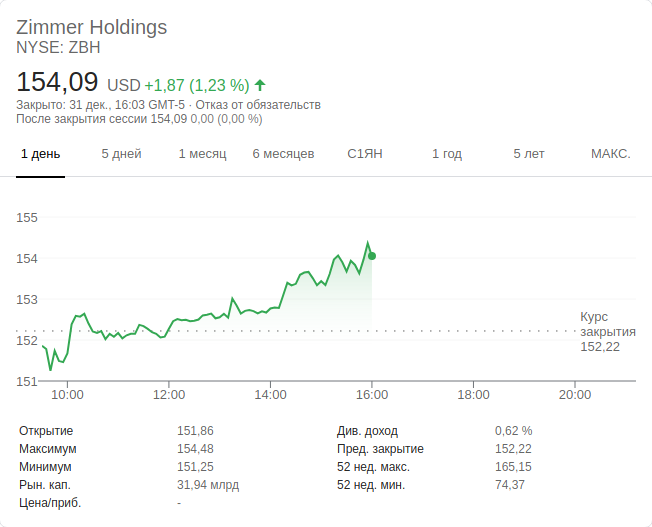 Zimmer Holdings
NYSE: ZBH
154,09 USD +1,87 (1,23 %)
Закрыто: 31 дек., 16:03 GMT-5 · Отказ от обязательств
После закрытия сессии 154,09 0,00 (0,00 %)
1 день 5 дней 1 месяц 6 месяцев С1ЯН 1 год 5 лет МАКС.
155
154
153
Курс
закрытия
152,22
152
151
10:00 12:00 14:00 16:00 18:00 20:00
Открытие 151,86 Див. доход 0,62 %
Максимум 154,48 Пред. закрытие 152,22
Минимум 151,25 52 нед. макс. 165,15
Рын. кап. 31,94 млрд 52 нед. мин. 74,37
Цена/приб. -